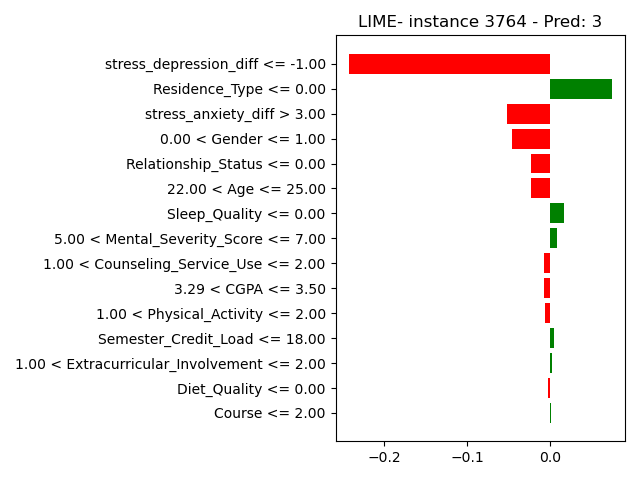 LIME- instance 3764 - Pred: 3
stress_depression_diff <= -1.00
Residence_Type <= 0.00
stress_anxiety_diff > 3.00
0.00 < Gender <= 1.00
Relationship_Status <= 0.00
22.00 < Age <= 25.00
Sleep_Quality <= 0.00
5.00 < Mental_Severity_Score <= 7.00
1.00 < Counseling_Service_Use <= 2.00
3.29 < CGPA <= 3.50
1.00 < Physical_Activity <= 2.00
Semester_Credit_Load <= 18.00
1.00 < Extracurricular_Involvement <= 2.00
Diet_Quality <= 0.00
Course <= 2.00
−0.2 −0.1 0.0